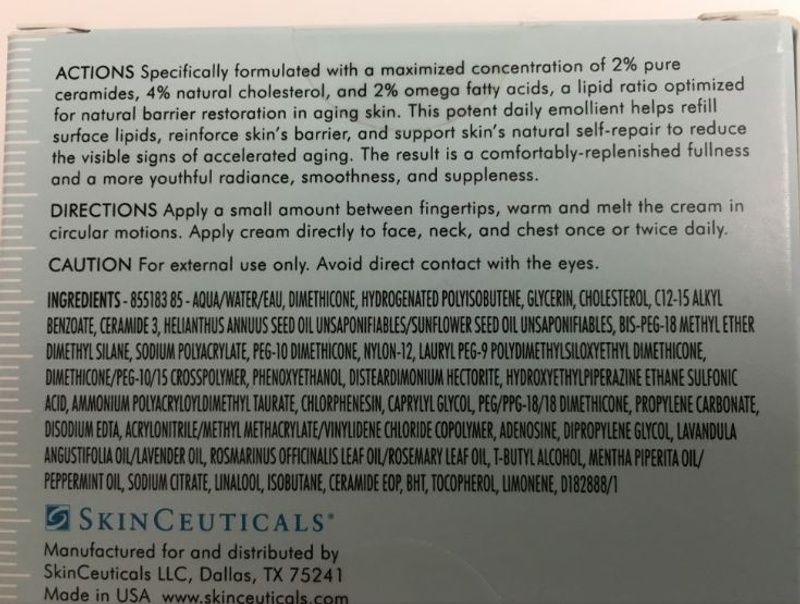 ACTIONS Specifically formulated with a maximized concentration of 2% pure
ceramides, 4% natural cholesterol, and 2% omega fatty acids, a lipid ratio optimized
for natural barrier restoration in aging skin. This potent daily emollient helps refill
surface lipids, reinforce skin's barrier, and support skin's natural self-repair to reduce
the visible signs of accelerated aging. The result is a comfortably-replenished fullness
and a more youthful radiance, smoothness, and suppleness.
DIRECTIONS Apply a small amount between fingertips, warm and melt the cream in
circular motions. Apply cream directly to face, neck, and chest once or twice daily.
CAUTION For external use only. Avoid direct contact with the eyes.
INGREDIENTS - 855183 85 - AQUA/WATER/EAU, DIMETHICONE, HYDROGENATED POLYISOBUTENE, GLYCERIN, CHOLESTEROL, C12-15 ALKYL
BENZOATE, CERAMIDE 3, HELIANTHUS ANNUUS SEED OIL UNSAPONIFIABLES/SUNFLOWER SEED OIL UNSAPONIFIABLES, BIS-PEG-18 METHYL ETHER
DIMETHYL SILANE, SODIUM POLYACRYLATE, PEG-10 DIMETHICONE, NYLON-12, LAURYL PEG-9 POLYDIMETHYLSILOXYETHYL DIMETHICONE,
DIMETHICONE/PEG-10/15 CROSSPOLYMER, PHENOXYETHANOL, DISTEARDIMONIUM HECTORITE, HYDROXYETHYLPIPERAZINE ETHANE SULFONIC
ACID, AMMONIUM POLYACRYLOYLDIMETHYL TAURATE, CHLORPHENESIN, CAPRYLYL GLYCOL, PEG/PPG-18/18 DIMETHICONE, PROPYLENE CARBONATE,
DISODIUM EDTA, ACRYLONITRILE/METHYL METHACRYLATE/VINYLIDENE CHLORIDE COPOLYMER, ADENOSINE, DIPROPYLENE GLYCOL, LAVANDULA
ANGUSTIFOLIA OIL/LAVENDER OIL, ROSMARINUS OFFICINALIS LEAF OIL/ROSEMARY LEAF OIL, T-BUTYL ALCOHOL, MENTHA PIPERITA OIL/
PEPPERMINT OIL, SODIUM CITRATE, LINALOOL, ISOBUTANE, CERAMIDE EOP, BHT, TOCOPHEROL, LIMONENE, D182888/1
SKINCEUTICALS®
Manufactured for and distributed by
SkinCeuticals LLC, Dallas, TX 75241
Made in USA www.skinceuticals.com